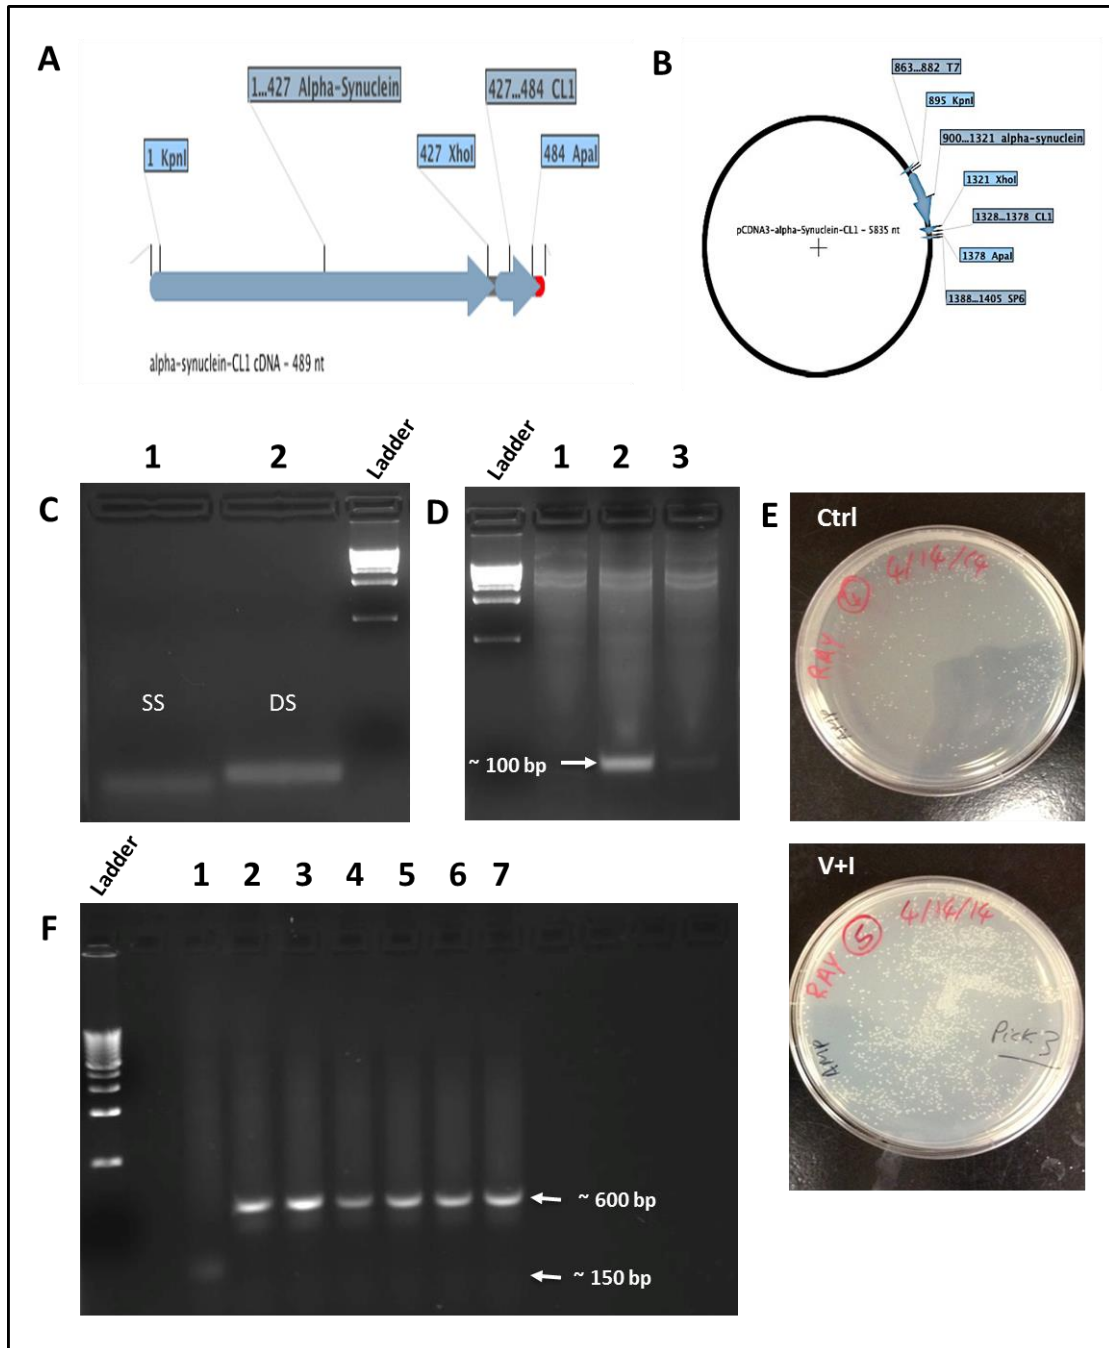 A
1...427 Alpha-Synuclein
427...484 CL1
1 KpnI
427 XhoI
484 ApaI
alpha-synuclein-CL1 cDNA - 489 nt
B
863...882 T7
895 KpnI
900...1321 alpha-synuclein
1321 XhoI
1328...1378 CL1
1378 ApaI
1388...1405 SP6
pCDNA3-alpha-Synuclein-CL1 - 5835 nt
C
1
2
Ladder
SS
DS
D
Ladder
1
2
3
~ 100 bp
E
Ctrl
4/14/14
RAY
AMP
V+I
4/14/14
RAY
5
AMP
Pick 3
F
Ladder
1 2 3 4 5 6 7
~ 600 bp
~ 150 bp